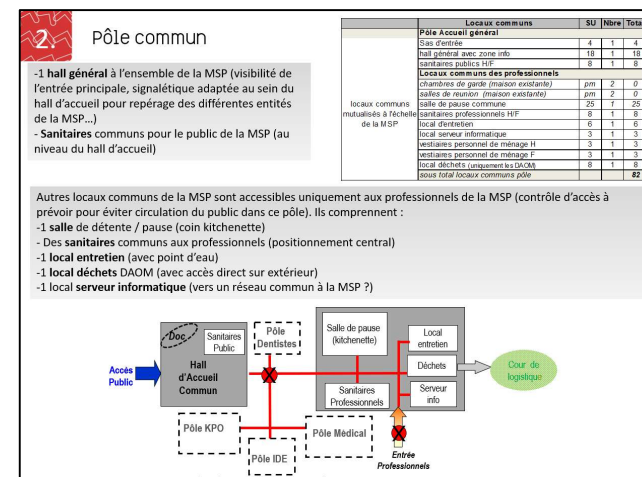 2.
Pôle commun
-1 hall général à l'ensemble de la MSP (visibilité de
l'entrée principale, signalétique adaptée au sein du
hall d'accueil pour repérage des différentes entités
de la MSP...)
- Sanitaires communs pour le public de la MSP (au
niveau du hall d'accueil)
Locaux communs SU Nbre Total
Pôle Accueil général
Sas d'entrée 4 1 4
hall général avec zone info 18 1 18
sanitaires publics H/F 8 1 8
Locaux communs des professionnels
chambres de garde (maison existante) pm 2 0
salles de reunion (maison existante) pm 2 0
locaux communs
mutualisés à l'échelle
de la MSP
salle de pause commune 25 1 25
sanitaires professionnels H/F 8 1 8
local d'entretien 6 1 6
local serveur informatique 3 1 3
vestiaires personnel de ménage H 3 1 3
vestiaires personnel de ménage F 3 1 3
local déchets (uniquement les DAOM) 8 1 8
sous total locaux communs pôle 82
Autres locaux communs de la MSP sont accessibles uniquement aux professionnels de la MSP (contrôle d'accès à
prévoir pour éviter circulation du public dans ce pôle). Ils comprennent :
-1 salle de détente / pause (coin kitchenette)
- Des sanitaires communs aux professionnels (positionnement central)
-1 local entretien (avec point d'eau)
-1 local déchets DAOM (avec accès direct sur extérieur)
-1 local serveur informatique (vers un réseau commun à la MSP ?)
Doc
Sanitaires
Public
Hall
d'Accueil
Commun
Accès
Public
Pôle
Dentistes
Salle de pause
(kitchenette)
Local
entretien
Déchets
Serveur
info
Sanitaires
Professionnels
Cour de
logistique
Pôle KPO
Pôle IDE
Pôle Médical
X
X
Entrée
Professionnels